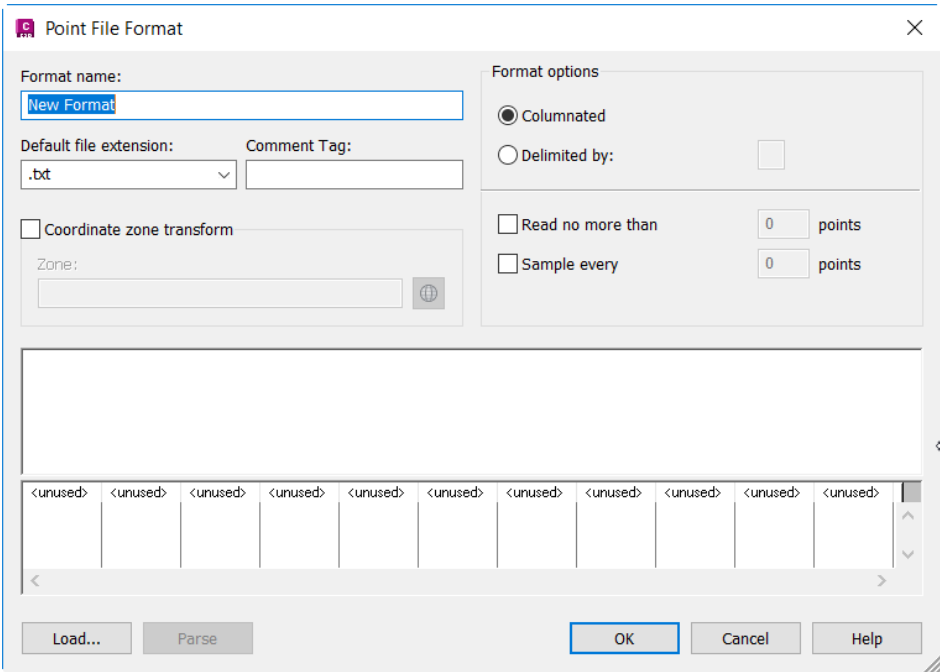 Point File Format
Format name:
New Format
Default file extension:
Comment Tag:
.txt
Coordinate zone transform
Zone:
Format options
Columnated
Delimited by:
Read no more than 0 points
Sample every 0 points
<unused> <unused> <unused> <unused> <unused> <unused> <unused> <unused> <unused> <unused> <unused>
Load... Parse OK Cancel Help